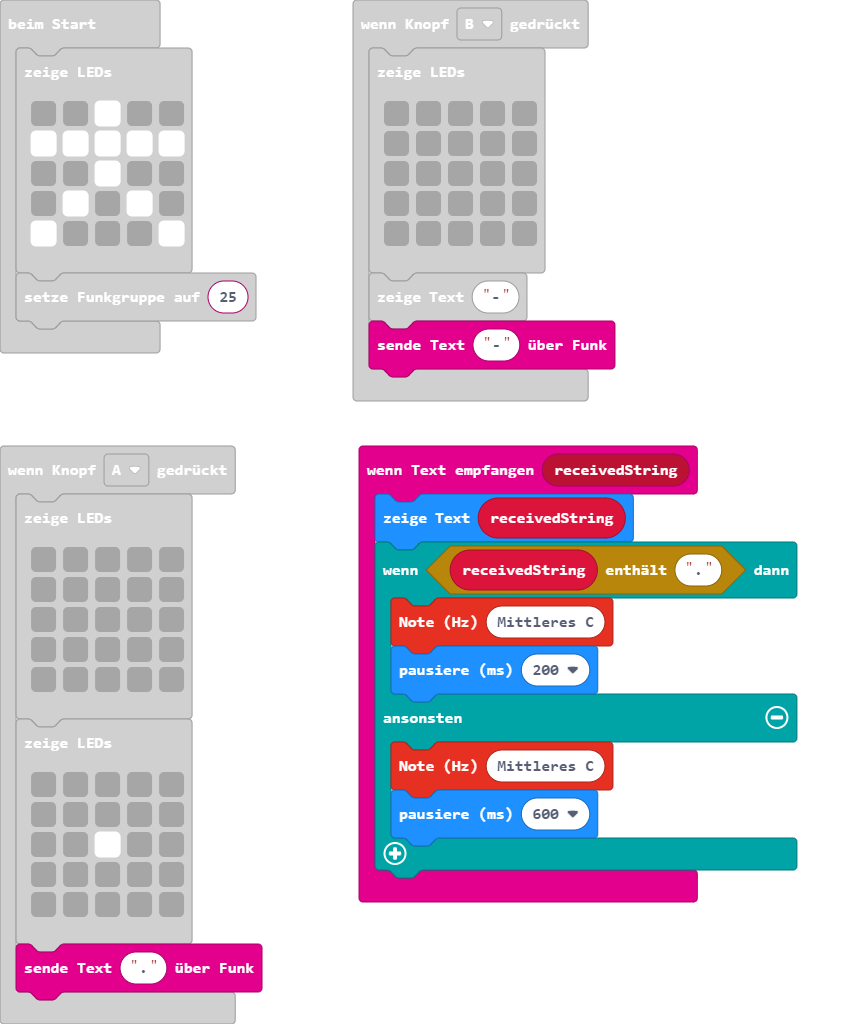 beim Start
zeige LEDs
setze Funkgruppe auf 25
wenn Knopf B gedrückt
zeige LEDs
zeige Text "-"
sende Text "-" über Funk
wenn Knopf A gedrückt
zeige LEDs
zeige LEDs
sende Text "." über Funk
wenn Text empfangen receivedString
zeige Text receivedString
wenn receivedString enthält "." dann
Note (Hz) Mittleres C
pausiere (ms) 200
ansonsten
Note (Hz) Mittleres C
pausiere (ms) 600